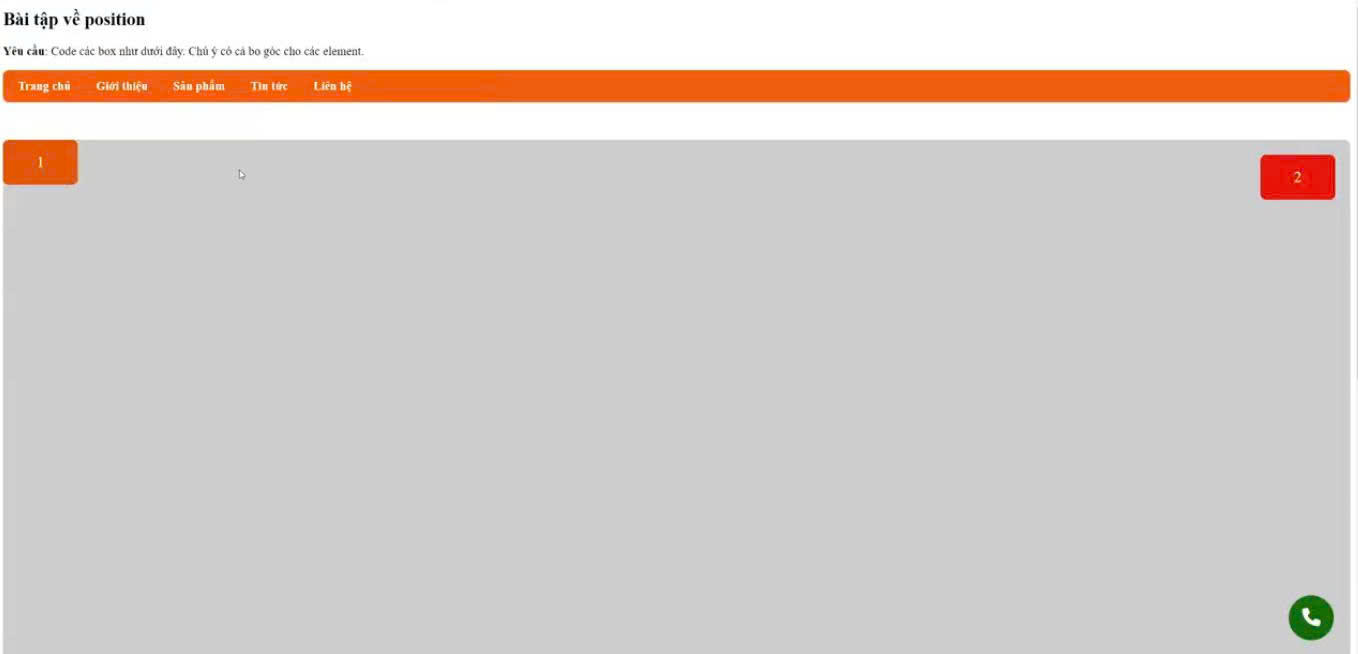 Bài tập về position
Yêu cầu: Code các box như dưới đây. Chú ý có cả bo góc cho các element.
Trang chủ Giới thiệu Sản phẩm Tin tức Liên hệ
1
2